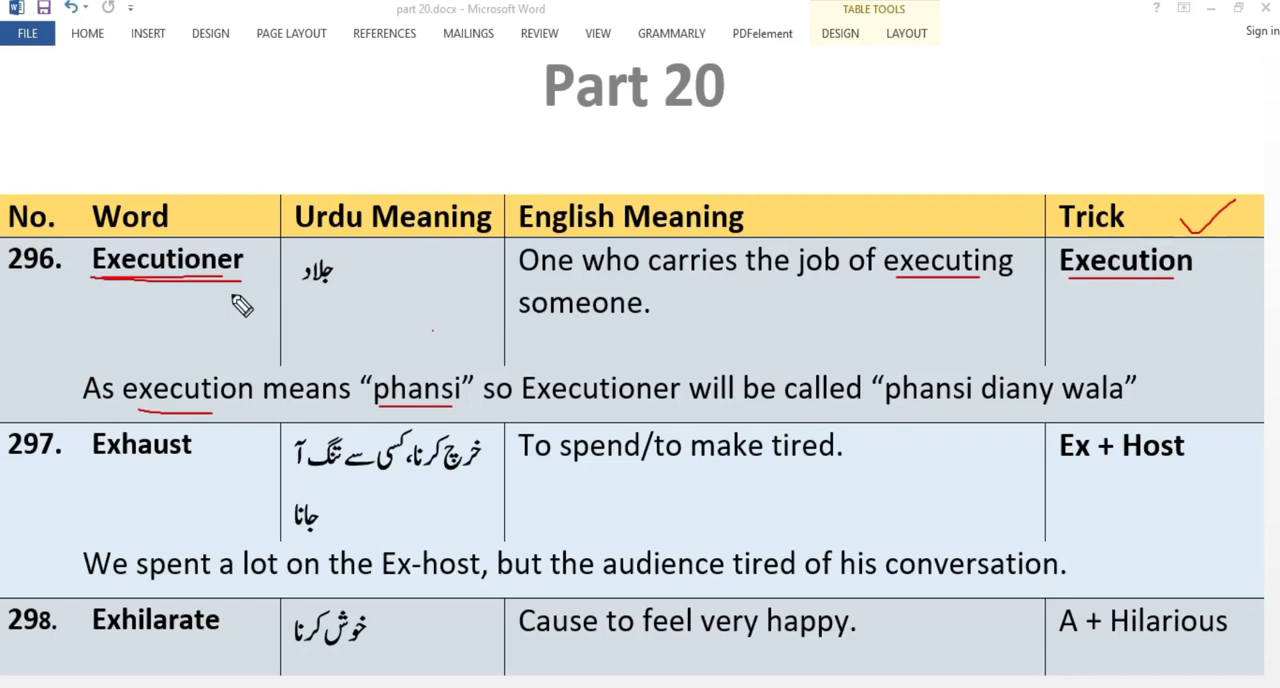 part 20.docx - Microsoft Word
TABLE TOOLS
?
FILE HOME INSERT DESIGN PAGE LAYOUT REFERENCES MAILINGS REVIEW VIEW GRAMMARLY PDFelement DESIGN LAYOUT
Sign in
Part 20
No. Word Urdu Meaning English Meaning Trick
296. Executioner جلاد One who carries the job of executing Execution
someone.
As execution means “phansi” so Executioner will be called “phansi diany wala”
297. Exhaust خرچ کرنا، کسی سے تنگ آ To spend/to make tired. Ex + Host
جانا
We spent a lot on the Ex-host, but the audience tired of his conversation.
298. Exhilarate خوش کرنا Cause to feel very happy. A + Hilarious